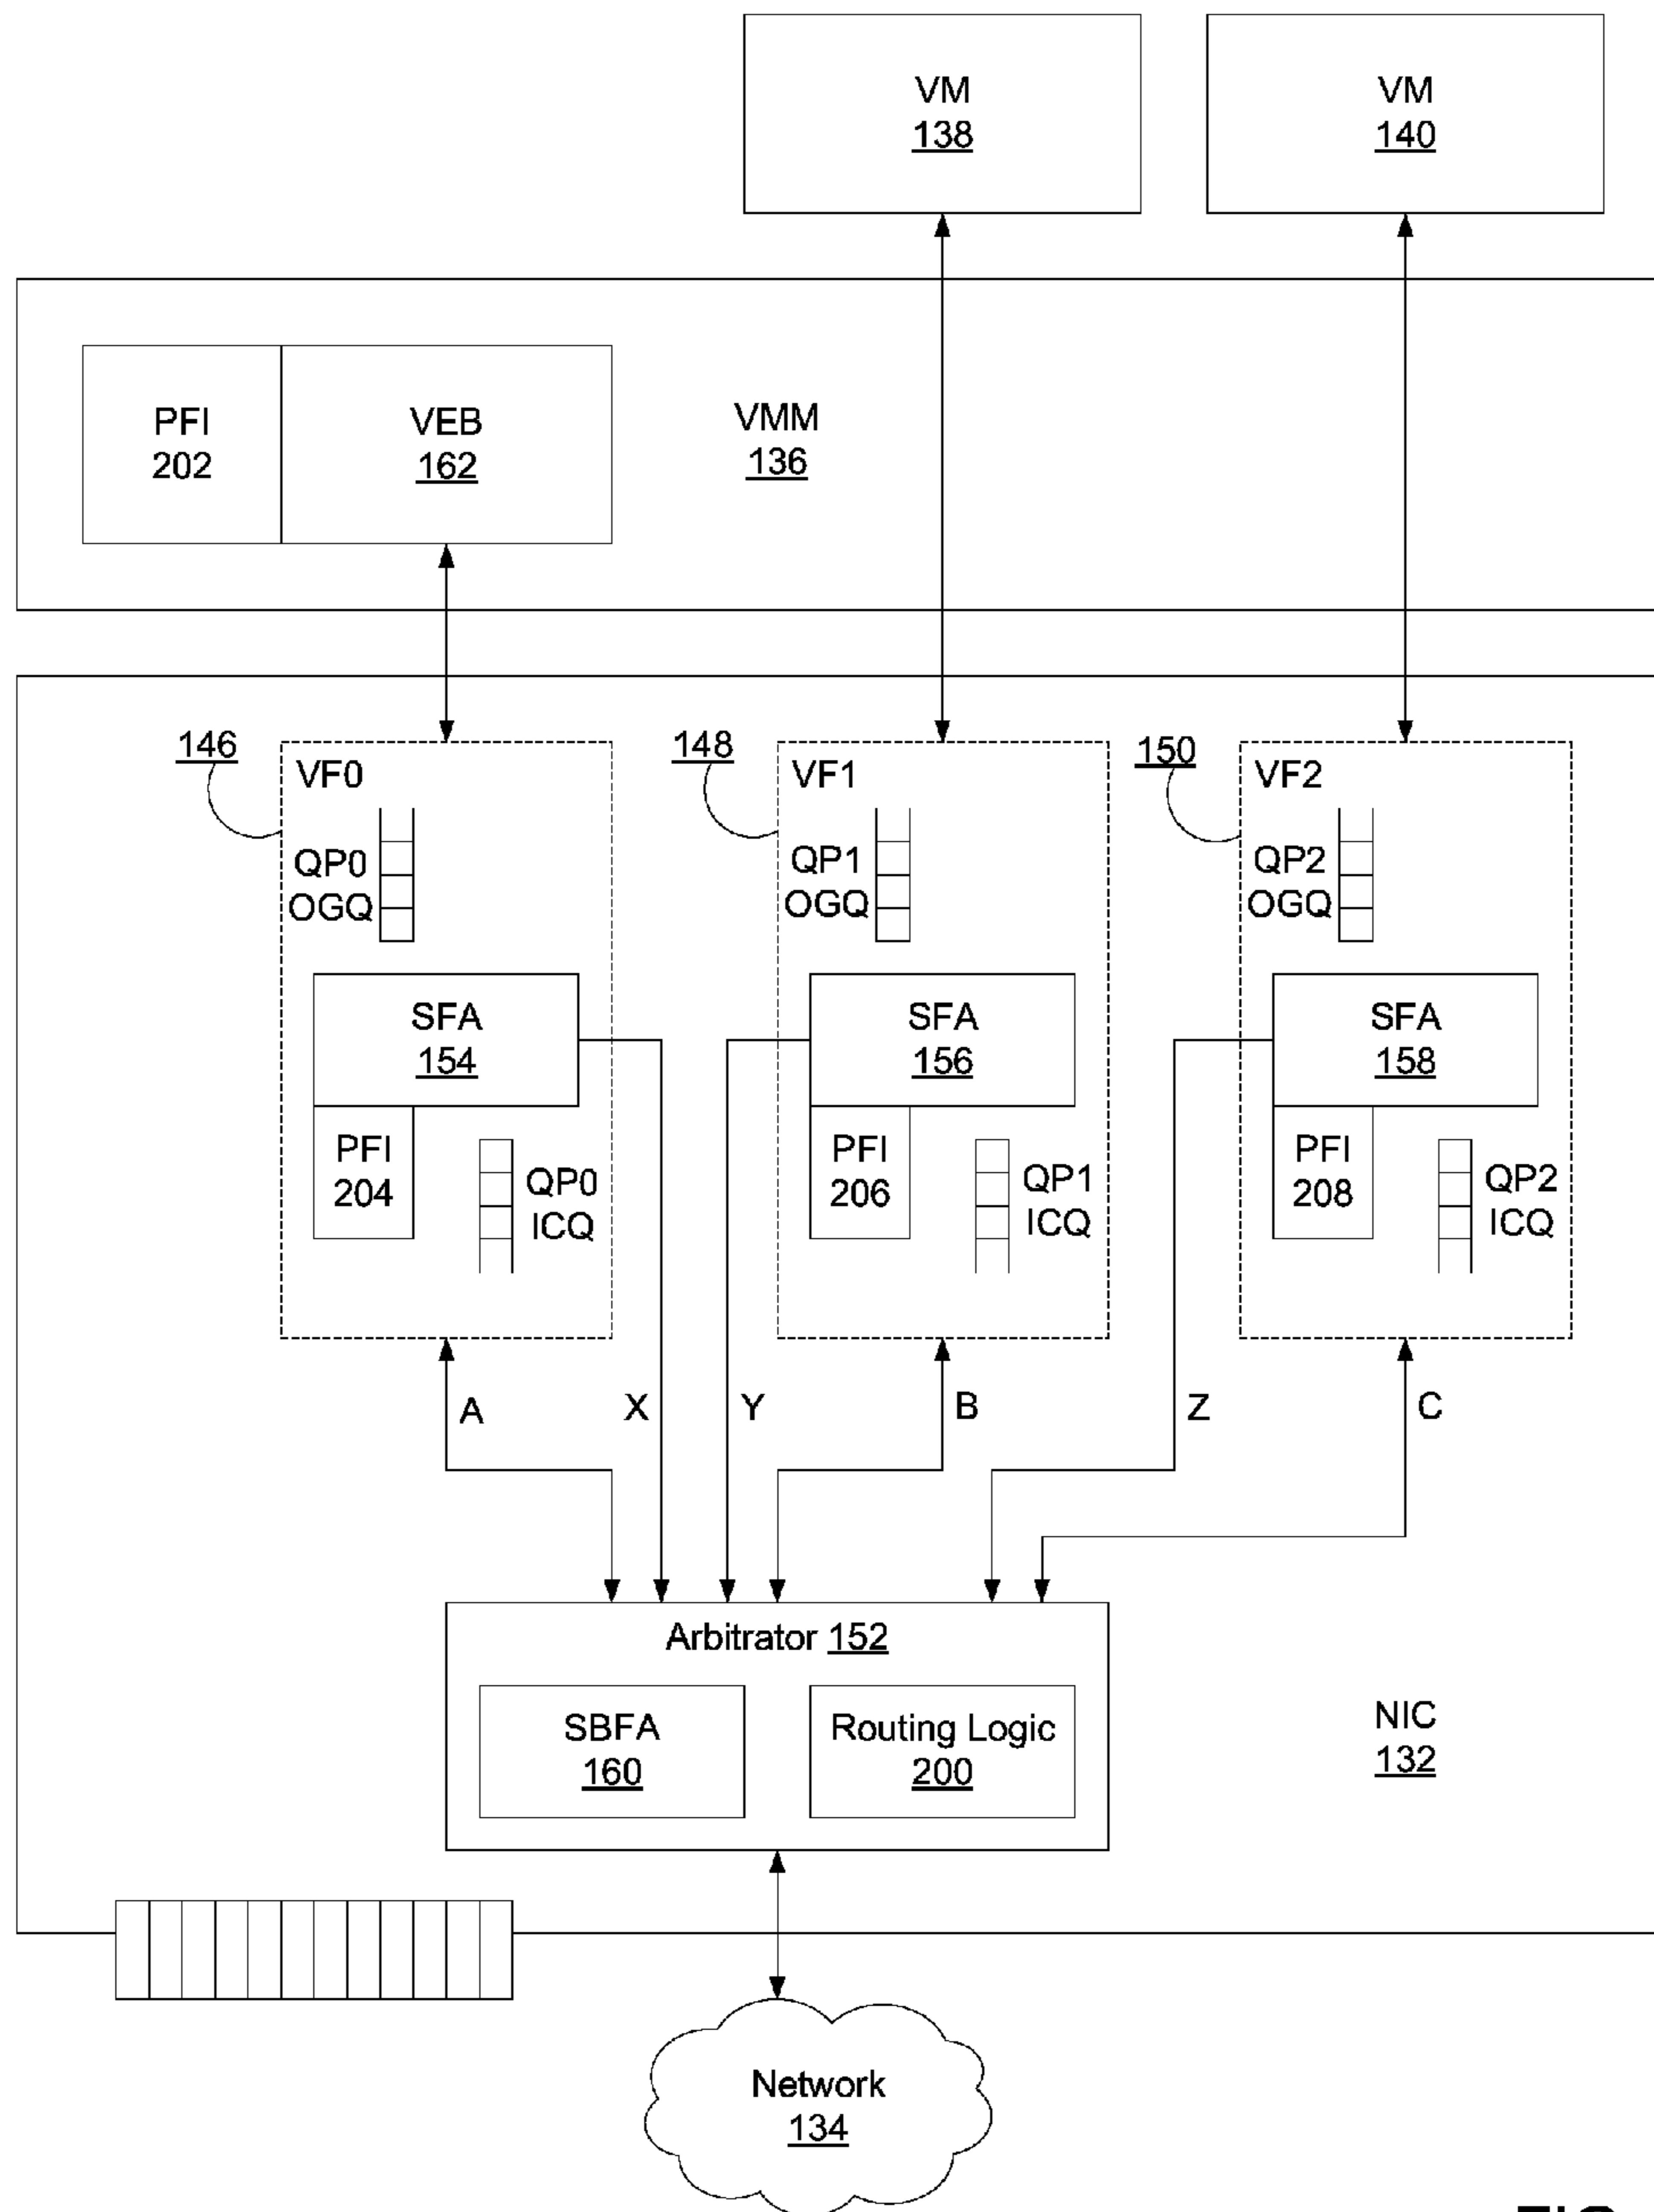 VM
138
VM
140
PFI
202
VEB
162
VMM
136
146
VF0
148
VF1
150
VF2
QP0
OGQ
QP1
OGQ
QP2
OGQ
SFA
154
SFA
156
SFA
158
PFI
204
QP0
ICQ
PFI
206
QP1
ICQ
PFI
208
QP2
ICQ
A
X
Y
B
Z
C
Arbitrator 152
SBFA
160
Routing Logic
200
NIC
132
Network
134